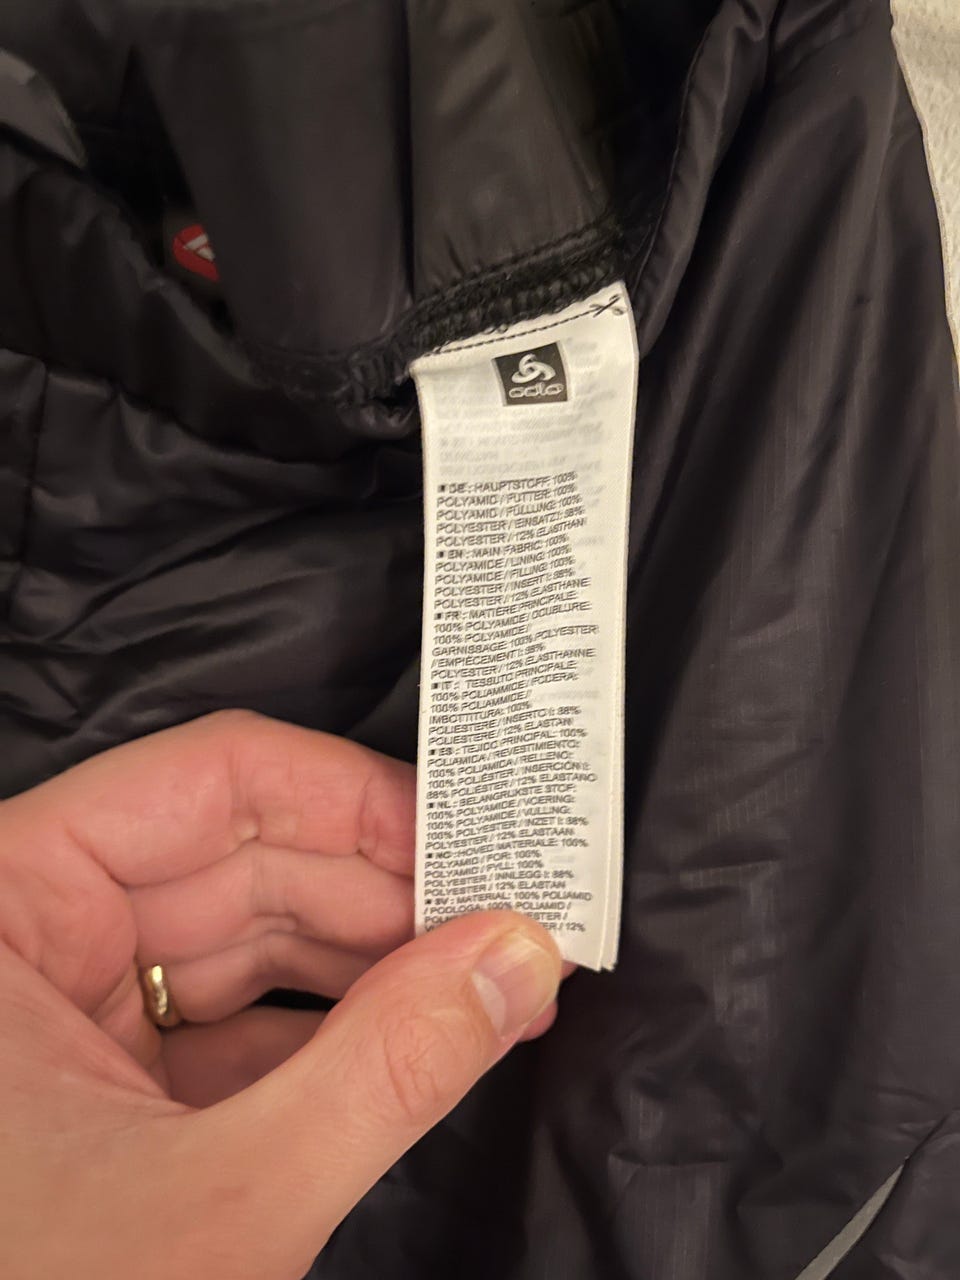 odlo
■ DE : HAUPTSTOFF: 100%
POLYAMID / FUTTER: 100%
POLYAMID / FÜLLUNG: 100%
POLYESTER / EINSATZ I: 88%
POLYESTER / 12% ELASTHAN
■ EN : MAIN FABRIC: 100%
POLYAMIDE / LINING: 100%
POLYAMIDE / FILLING: 100%
POLYESTER / INSERT I: 88%
POLYESTER / 12% ELASTHANE
■ FR : MATIÈRE PRINCIPALE:
100% POLYAMIDE / DOUBLURE:
100% POLYAMIDE /
GARNISSAGE: 100% POLYESTER
/ EMPIÈCEMENT I: 88%
POLYESTER / 12% ELASTHANNE
■ IT : TESSUTO PRINCIPALE:
100% POLIAMMIDE / FODERA:
100% POLIAMMIDE /
IMBOTTITURA: 100%
POLIESTERE / INSERTO I: 88%
POLIESTERE / 12% ELASTAN
■ ES : TEJIDO PRINCIPAL: 100%
POLIAMIDA / REVESTIMIENTO:
100% POLIAMIDA / RELLENO:
100% POLIÉSTER / INSERCIÓN I:
88% POLIÉSTER / 12% ELASTANO
■ NL : BELANGRIJKSTE STOF:
100% POLYAMIDE / VOERING:
100% POLYAMIDE / VULLING:
100% POLYESTER / INZET I: 88%
POLYESTER / 12% ELASTAAN
■ NO : HOVED MATERIALE: 100%
POLYAMID / FOR: 100%
POLYAMID / FYLL: 100%
POLYESTER / INNLEGG I: 88%
POLYESTER / 12% ELASTAN
■ SV : MATERIAL: 100% POLIAMID
/ PODLOGA: 100% POLIAMID /
/ 12%